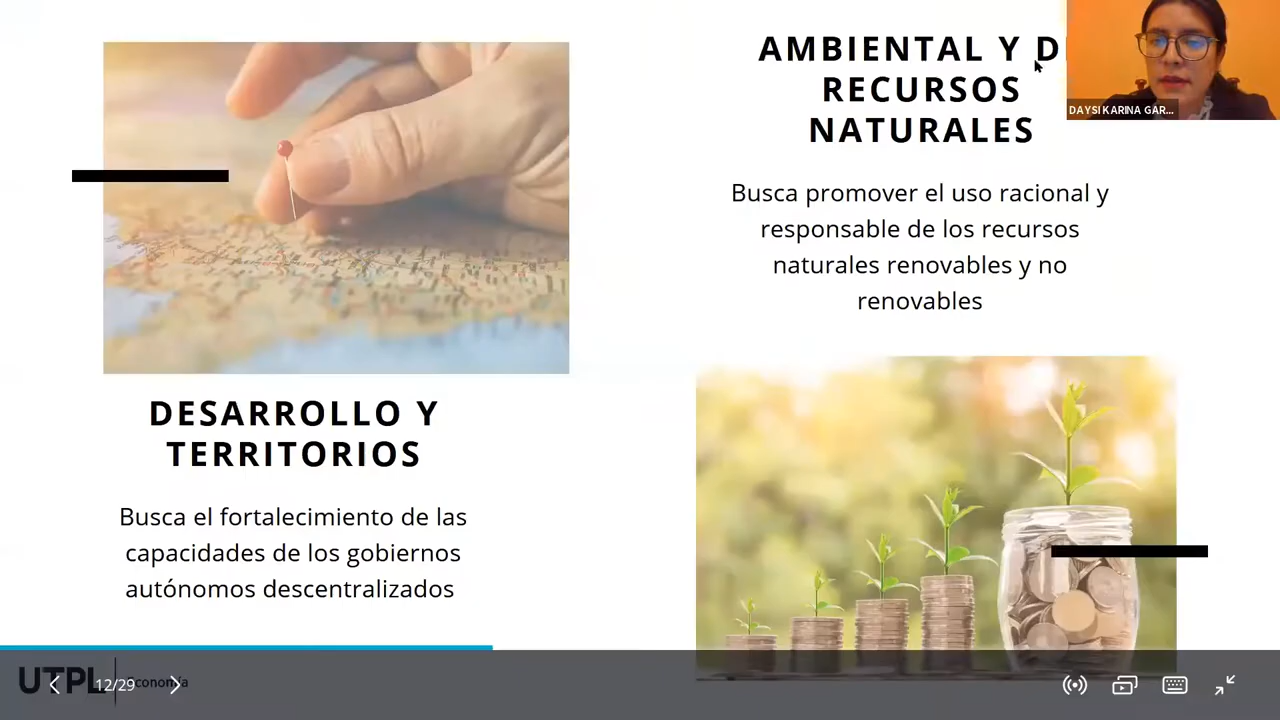 AMBIENTAL Y D
RECURSOS
NATURALES
DAYSI KARINA GAR...
Busca promover el uso racional y
responsable de los recursos
naturales renovables y no
renovables
DESARROLLO Y
TERRITORIOS
Busca el fortalecimiento de las
capacidades de los gobiernos
autónomos descentralizados
UTPL Economía
12/29